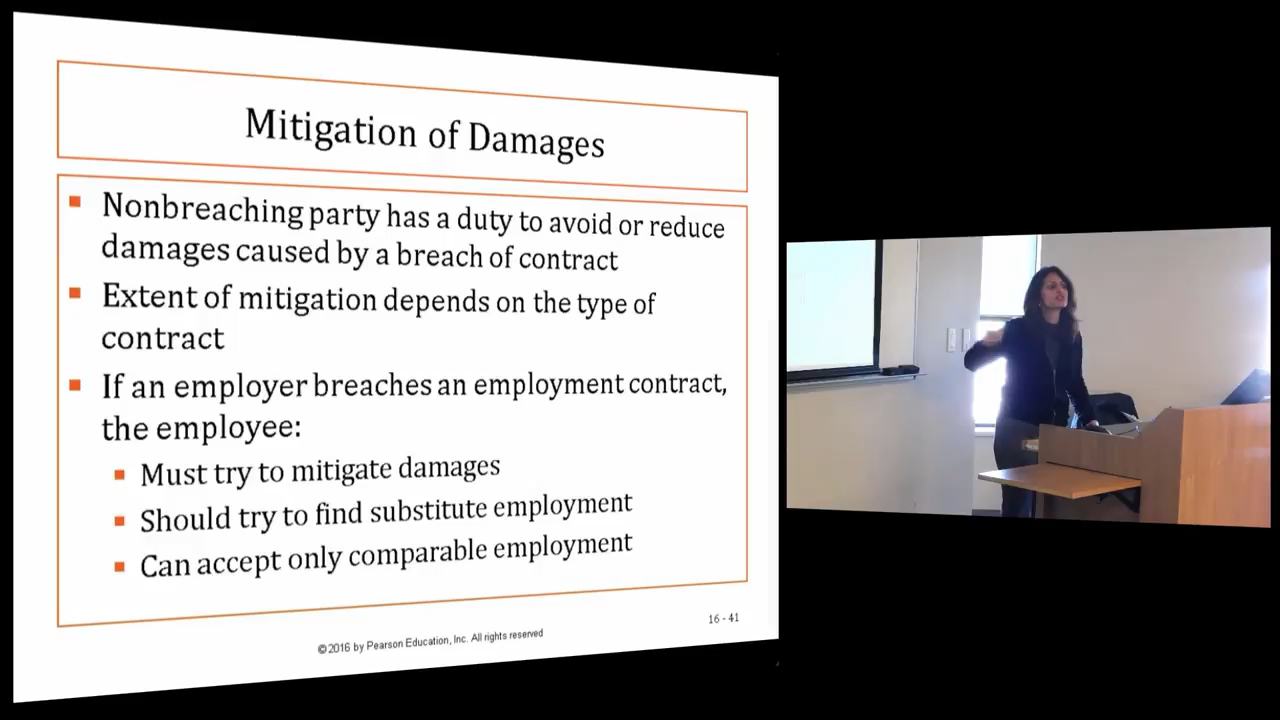 Mitigation of Damages
Nonbreaching party has a duty to avoid or reduce
damages caused by a breach of contract
Extent of mitigation depends on the type of
contract
If an employer breaches an employment contract,
the employee:
Must try to mitigate damages
Should try to find substitute employment
Can accept only comparable employment
16 - 41
©2016 by Pearson Education, Inc. All rights reserved